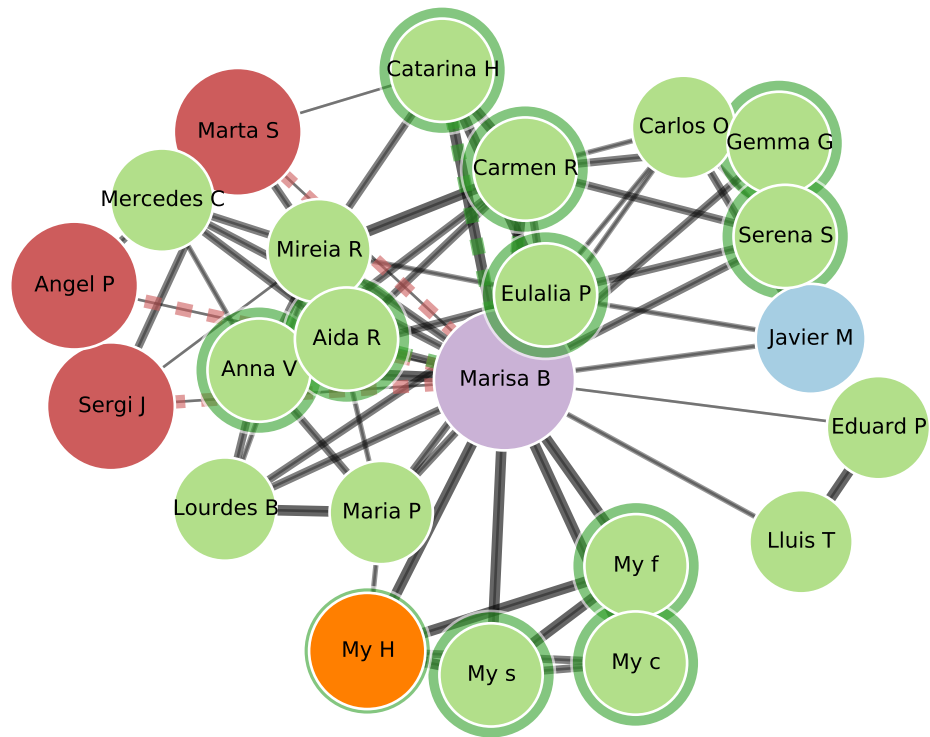 Catarina H
Marta S
Carlos O
Gemma G
Carmen R
Mercedes C
Mireia R
Serena S
Angel P
Eulalia P
Aida R
Javier M
Anna V
Marisa B
Sergi J
Eduard P
Lourdes B
Maria P
Lluis T
My f
My H
My s
My c